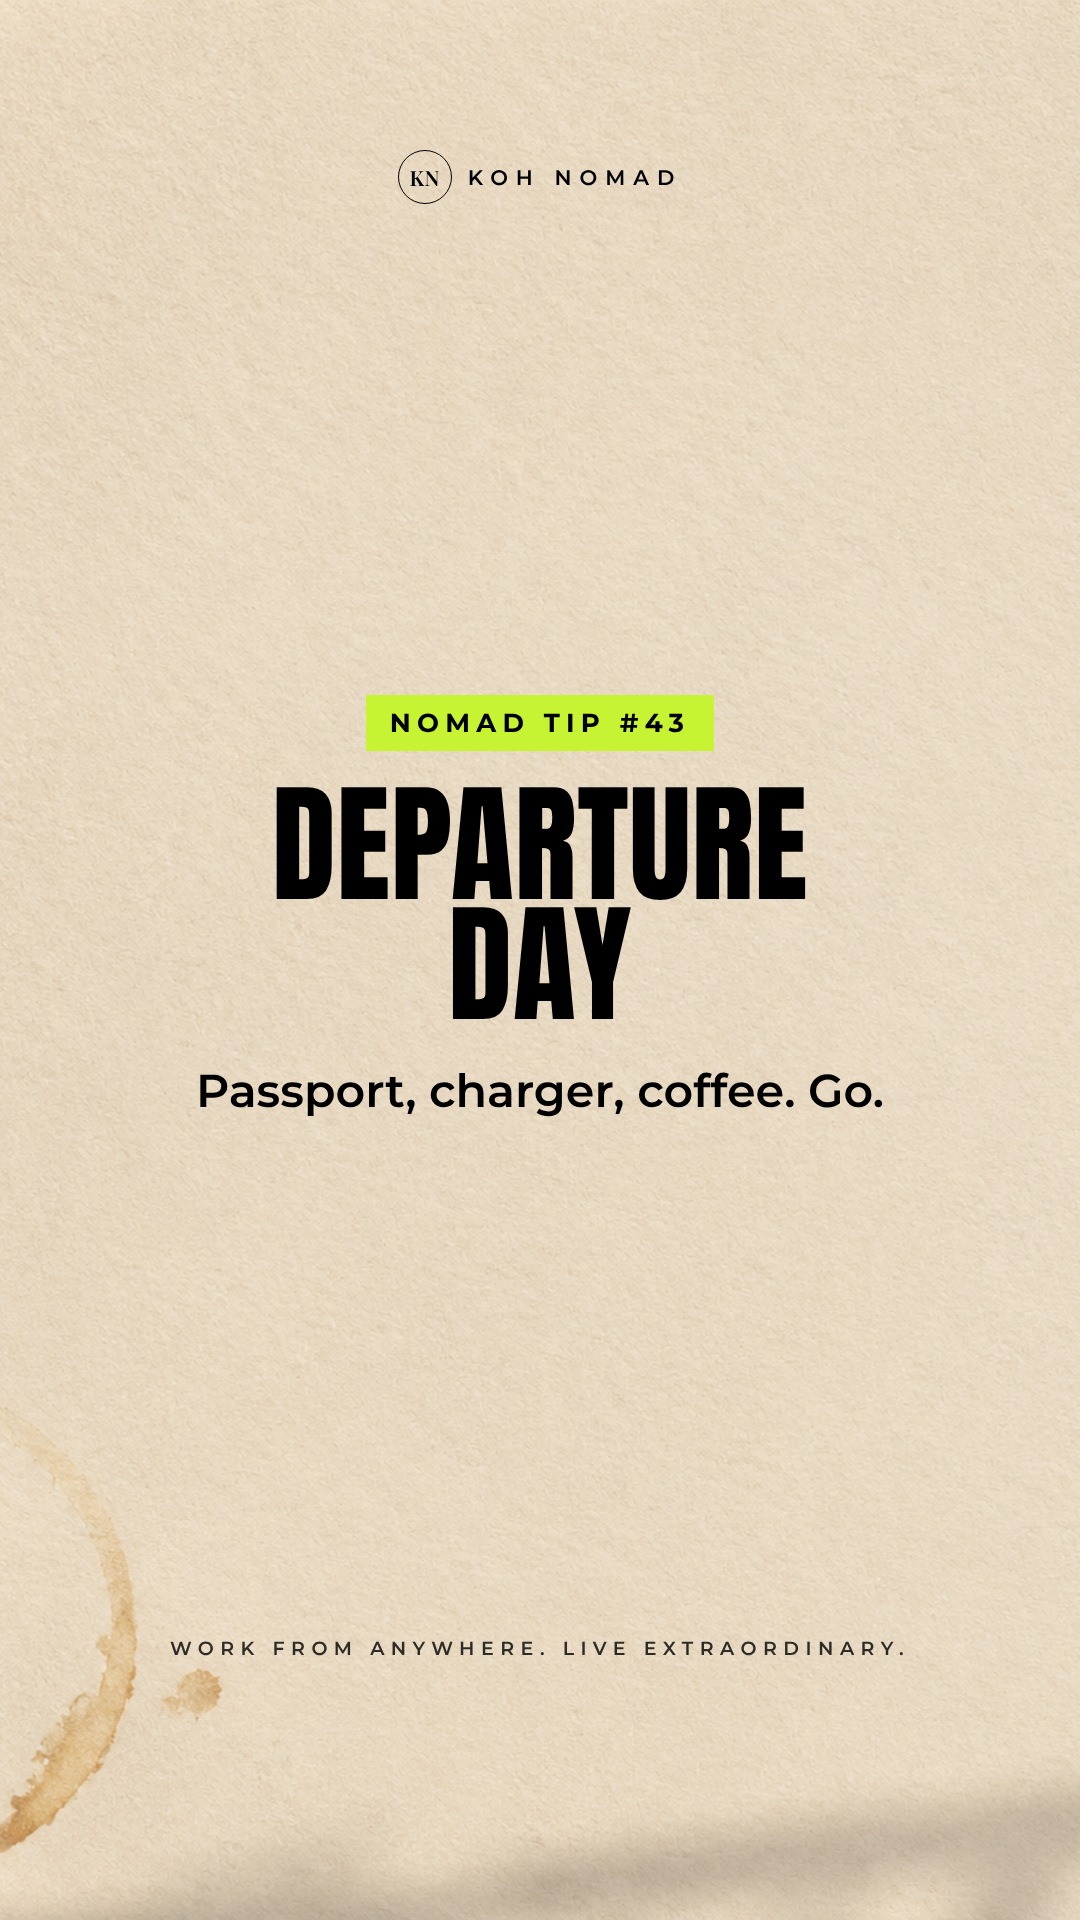 KN KOH NOMAD
NOMAD TIP #43
DEPARTURE
DAY
Passport, charger, coffee. Go.
WORK FROM ANYWHERE. LIVE EXTRAORDINARY.